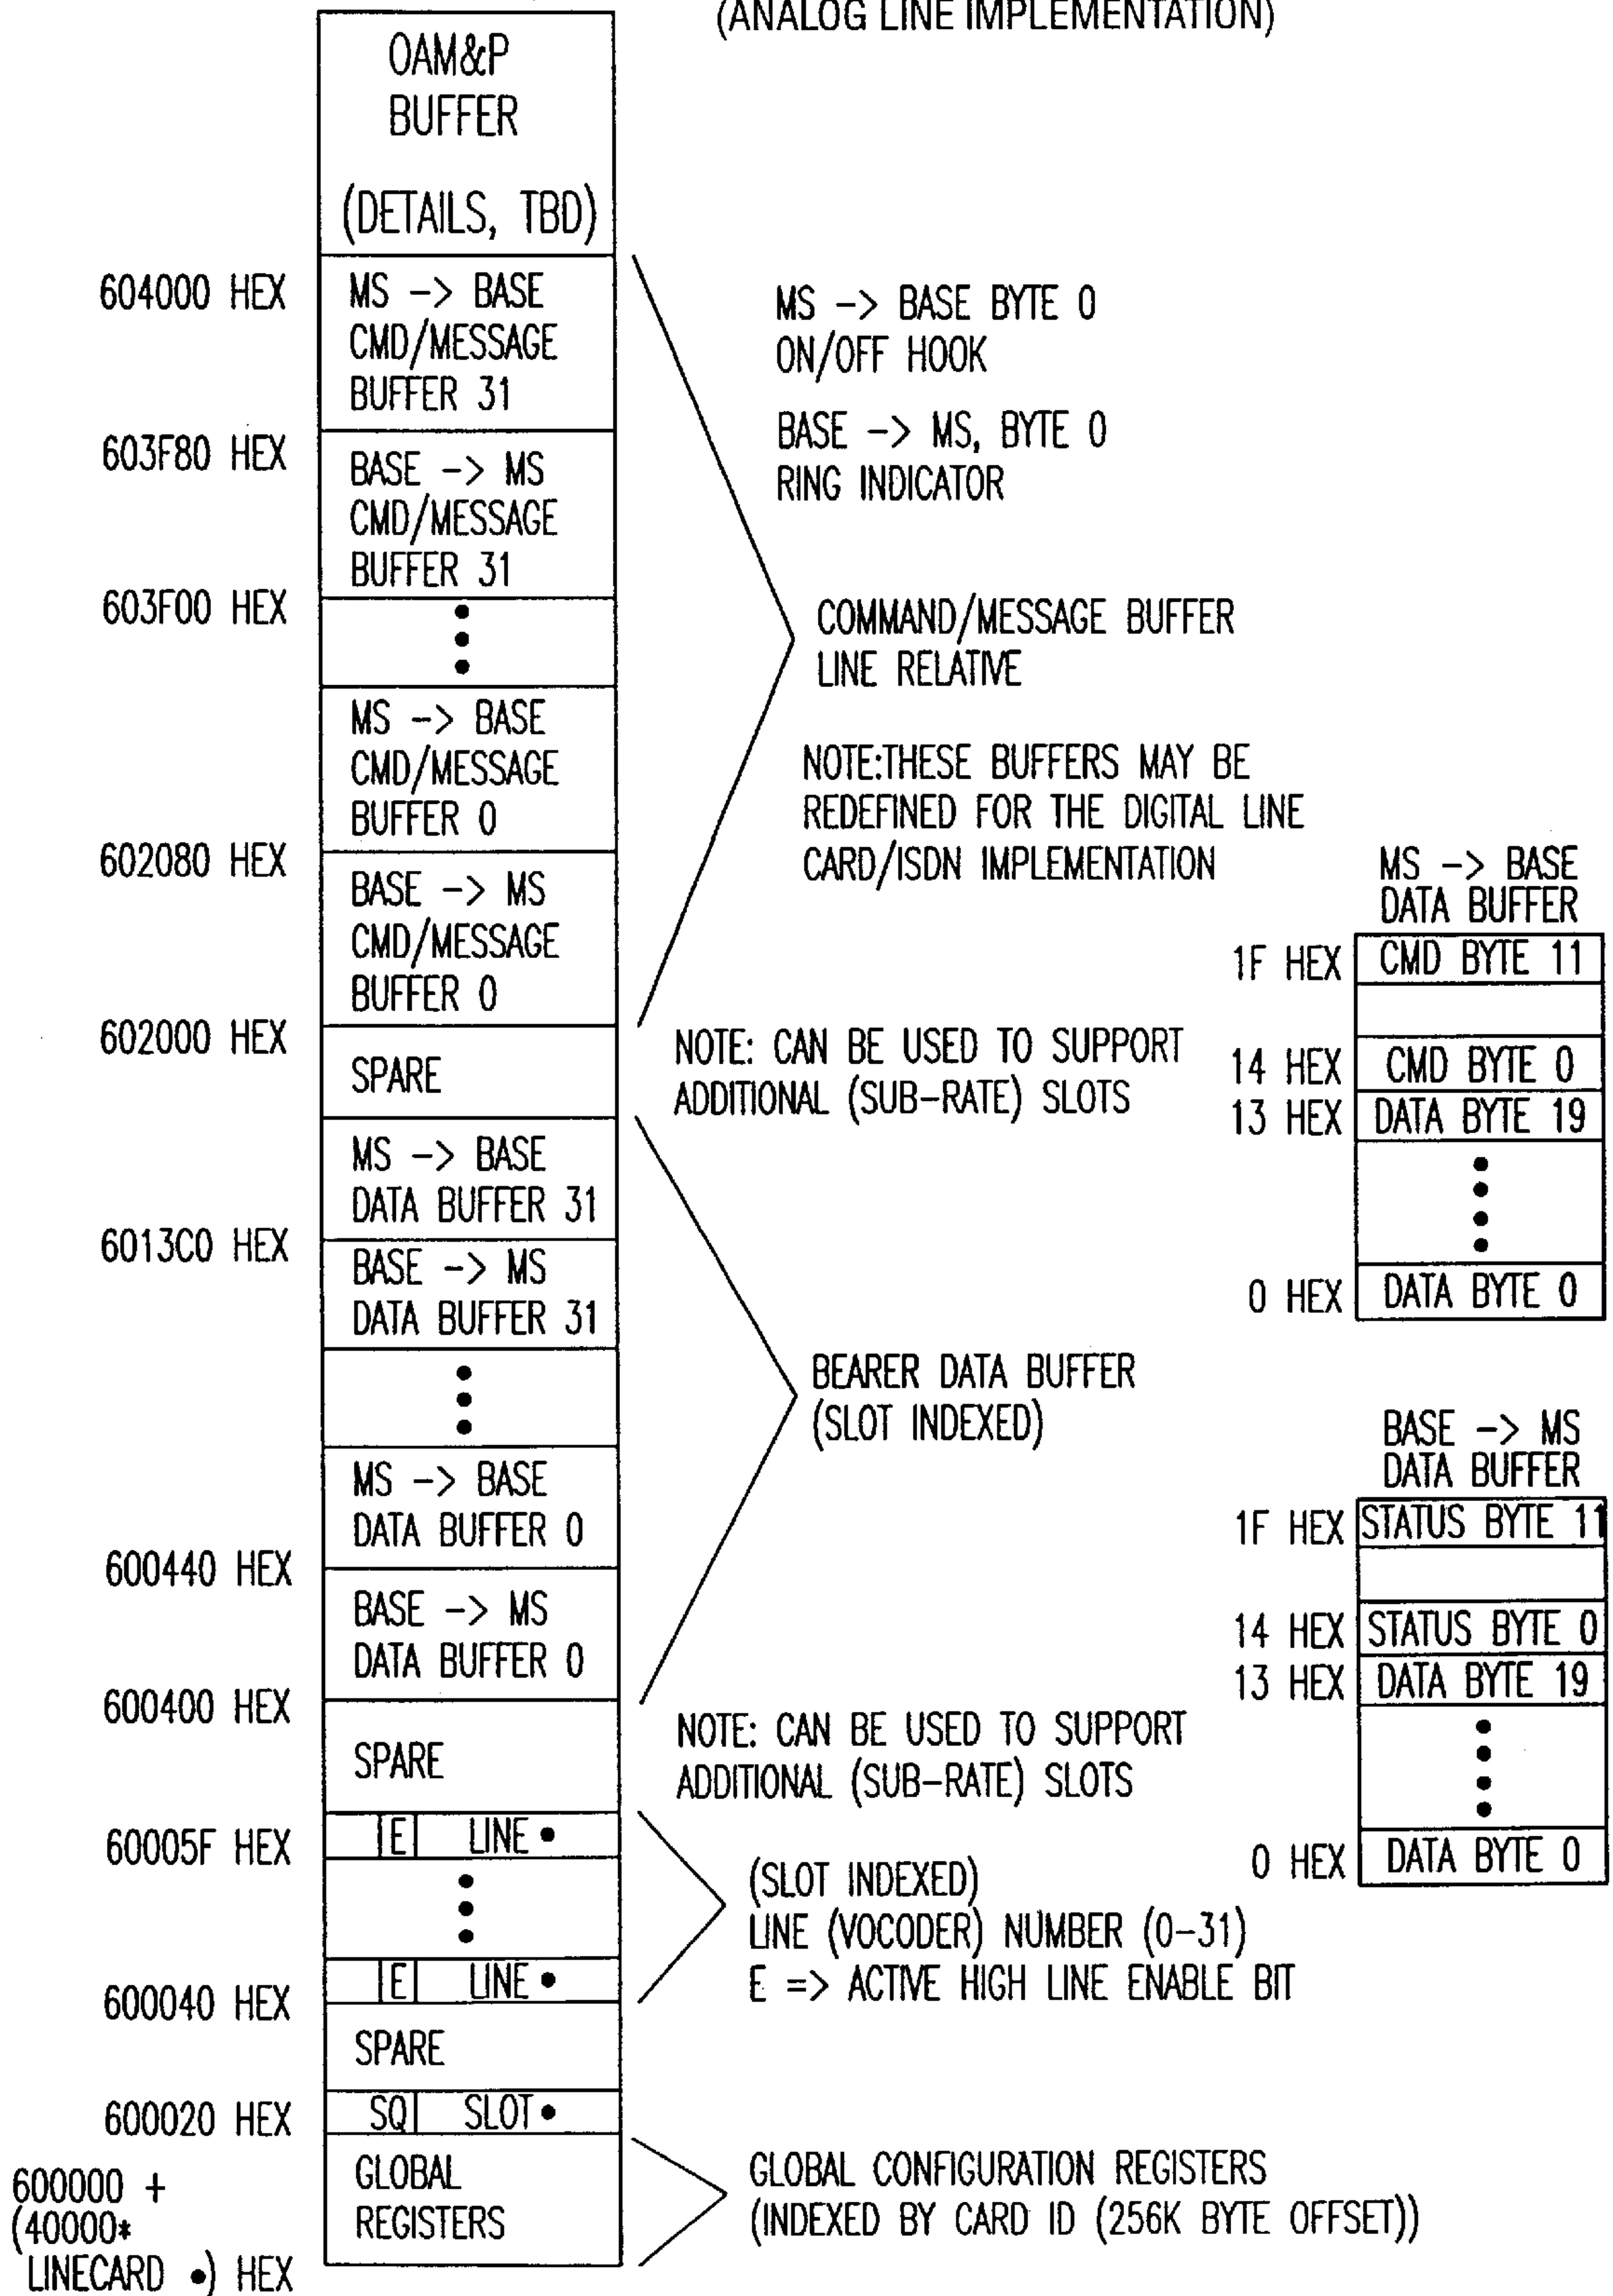 (ANALOG LINE IMPLEMENTATION)
OAM&P
BUFFER
(DETAILS, TBD)
604000 HEX
MS -> BASE
CMD/MESSAGE
BUFFER 31
MS -> BASE BYTE 0
ON/OFF HOOK
BASE -> MS, BYTE 0
RING INDICATOR
603F80 HEX
BASE -> MS
CMD/MESSAGE
BUFFER 31
603F00 HEX
COMMAND/MESSAGE BUFFER
LINE RELATIVE
MS -> BASE
CMD/MESSAGE
BUFFER 0
NOTE:THESE BUFFERS MAY BE
REDEFINED FOR THE DIGITAL LINE
CARD/ISDN IMPLEMENTATION
602080 HEX
BASE -> MS
CMD/MESSAGE
BUFFER 0
602000 HEX
SPARE
NOTE: CAN BE USED TO SUPPORT
ADDITIONAL (SUB-RATE) SLOTS
MS -> BASE
DATA BUFFER
1F HEX CMD BYTE 11
14 HEX CMD BYTE 0
13 HEX DATA BYTE 19
0 HEX DATA BYTE 0
MS -> BASE
DATA BUFFER 31
6013C0 HEX
BASE -> MS
DATA BUFFER 31
BEARER DATA BUFFER
(SLOT INDEXED)
MS -> BASE
DATA BUFFER 0
600440 HEX
BASE -> MS
DATA BUFFER 0
600400 HEX
BASE -> MS
DATA BUFFER
1F HEX STATUS BYTE 11
14 HEX STATUS BYTE 0
13 HEX DATA BYTE 19
0 HEX DATA BYTE 0
SPARE
NOTE: CAN BE USED TO SUPPORT
ADDITIONAL (SUB-RATE) SLOTS
60005F HEX
E LINE •
(SLOT INDEXED)
LINE (VOCODER) NUMBER (0-31)
E => ACTIVE HIGH LINE ENABLE BIT
E LINE •
600040 HEX
SPARE
600020 HEX
SQ SLOT •
GLOBAL
REGISTERS
GLOBAL CONFIGURATION REGISTERS
(INDEXED BY CARD ID (256K BYTE OFFSET))
600000 +
(40000*
LINECARD •) HEX